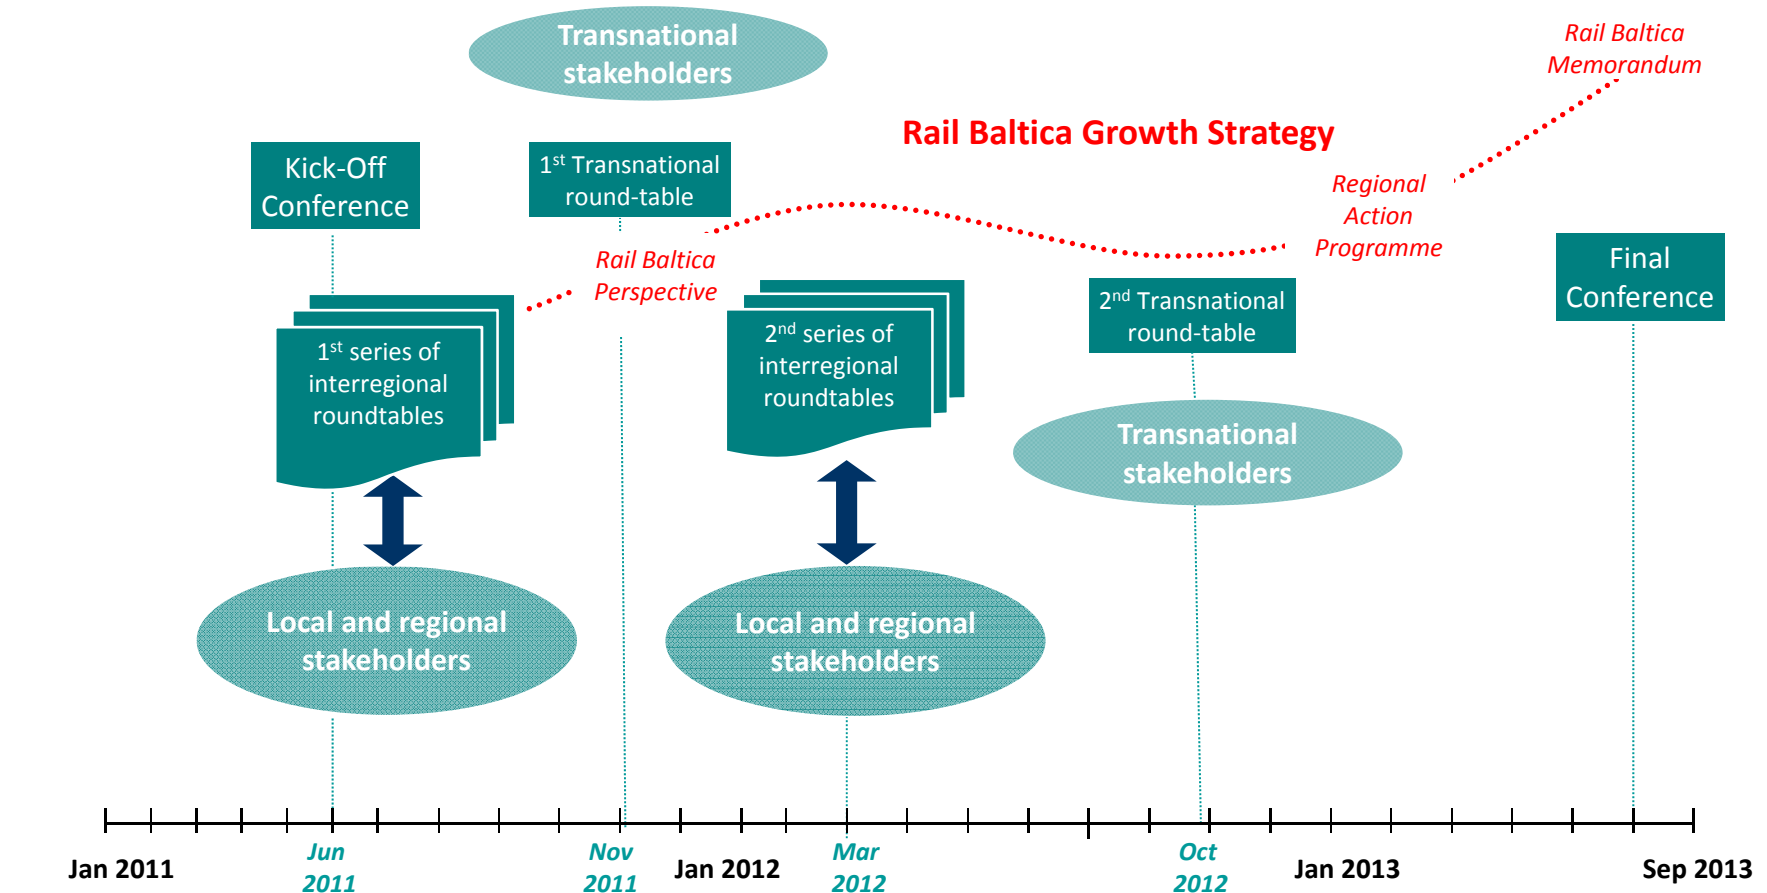 Transnational
stakeholders
Rail Baltica
Memorandum
Rail Baltica Growth Strategy
Kick-Off
Conference
1st Transnational
round-table
Regional
Action
Programme
Rail Baltica
Perspective
Final
Conference
1st series of
interregional
roundtables
2nd series of
interregional
roundtables
2nd Transnational
round-table
Transnational
stakeholders
Local and regional
stakeholders
Local and regional
stakeholders
Jan 2011
Jun
2011
Nov
2011
Jan 2012
Mar
2012
Oct
2012
Jan 2013
Sep 2013